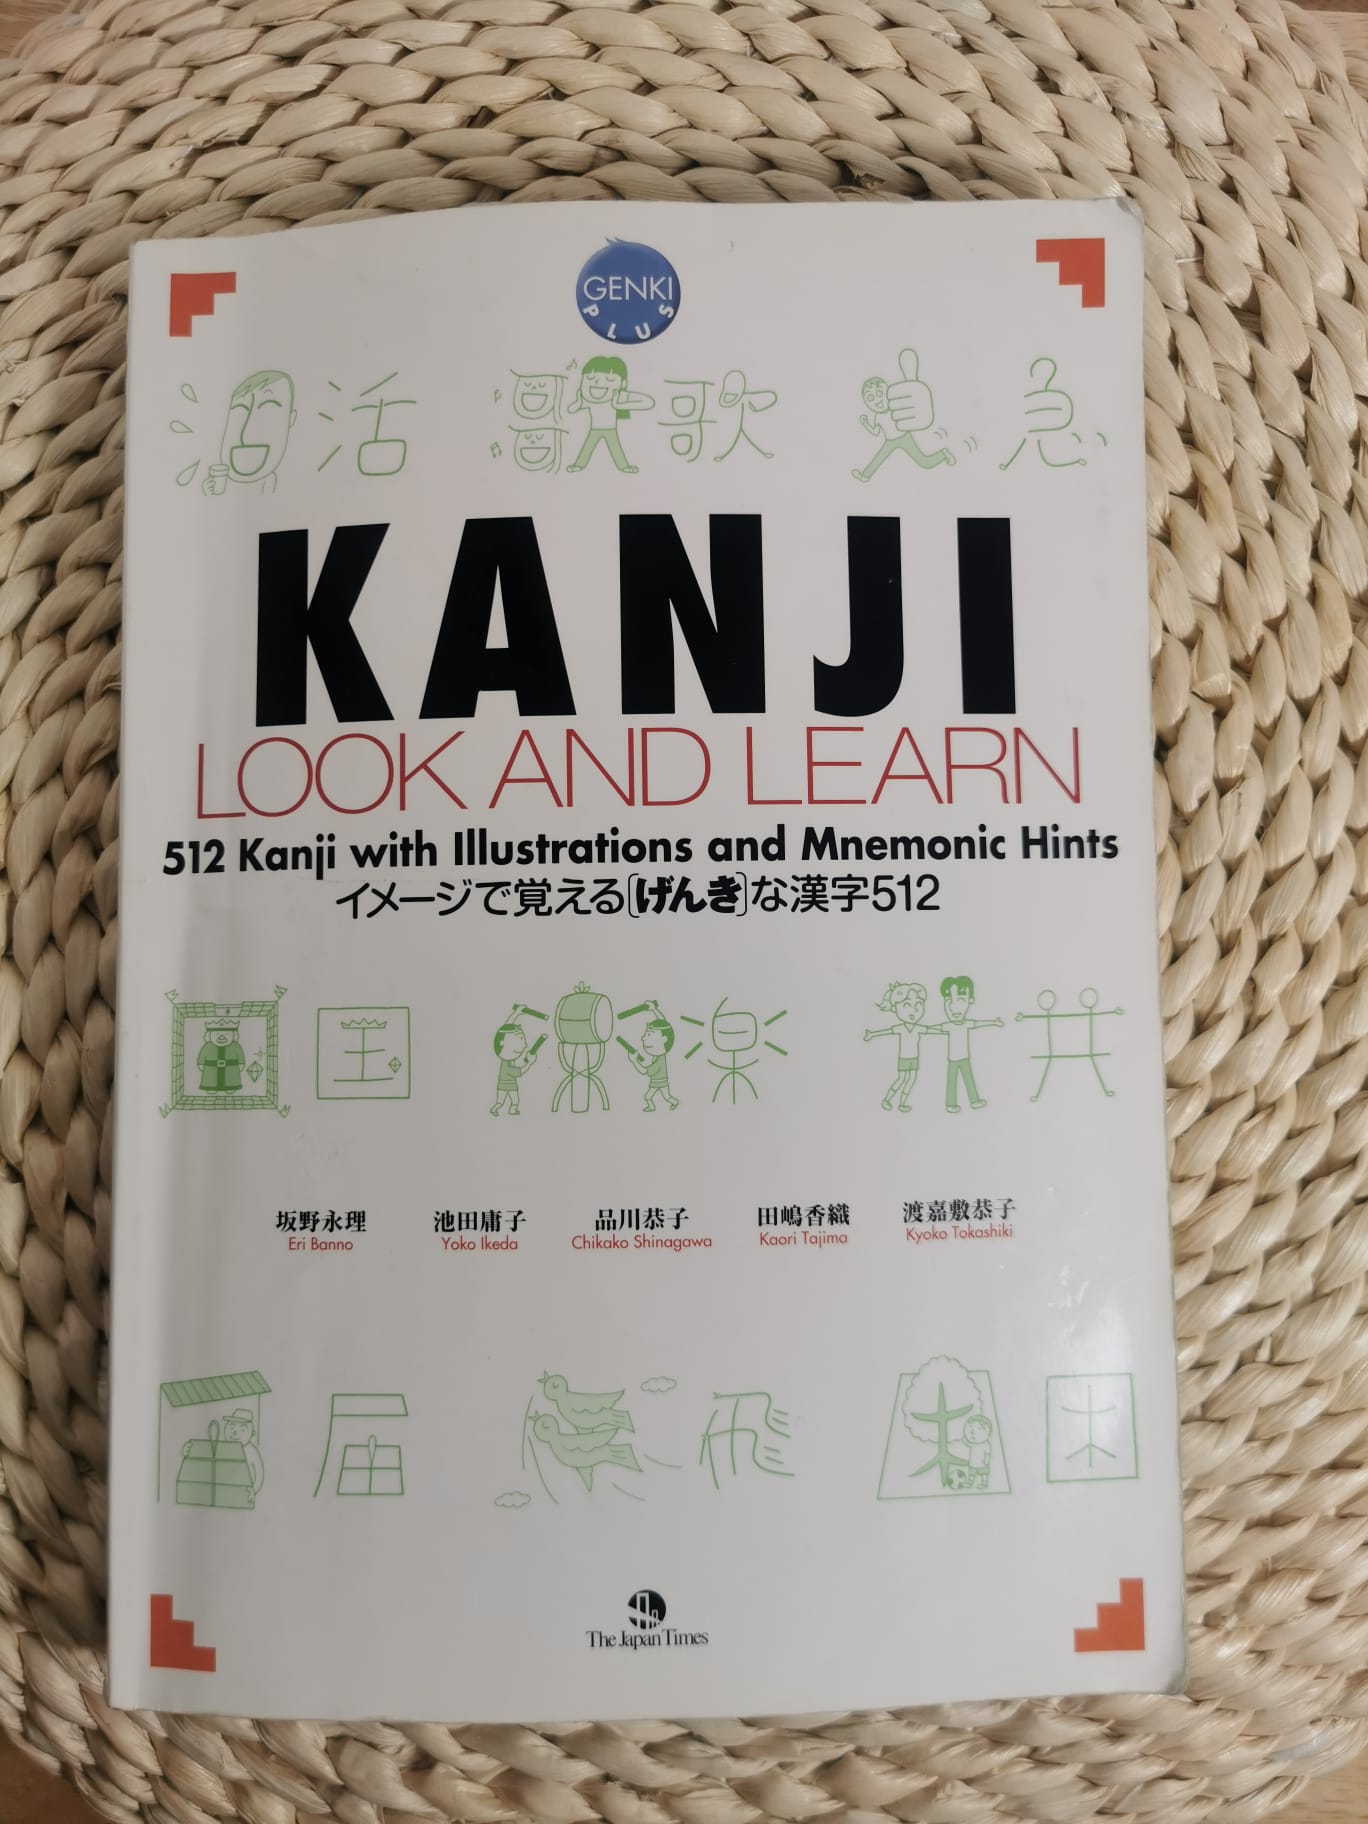 GENKI
PLUS
活 歌 急
KANJI
LOOK AND LEARN
512 Kanji with Illustrations and Mnemonic Hints
イメージで覚える[げんき]な漢字512
国 楽 共
坂野永理 池田庸子 品川恭子 田嶋香織 渡嘉敷恭子
Eri Banno Yoko Ikeda Chikako Shinagawa Kaori Tajima Kyoko Tokashiki
届 飛 困
The Japan Times